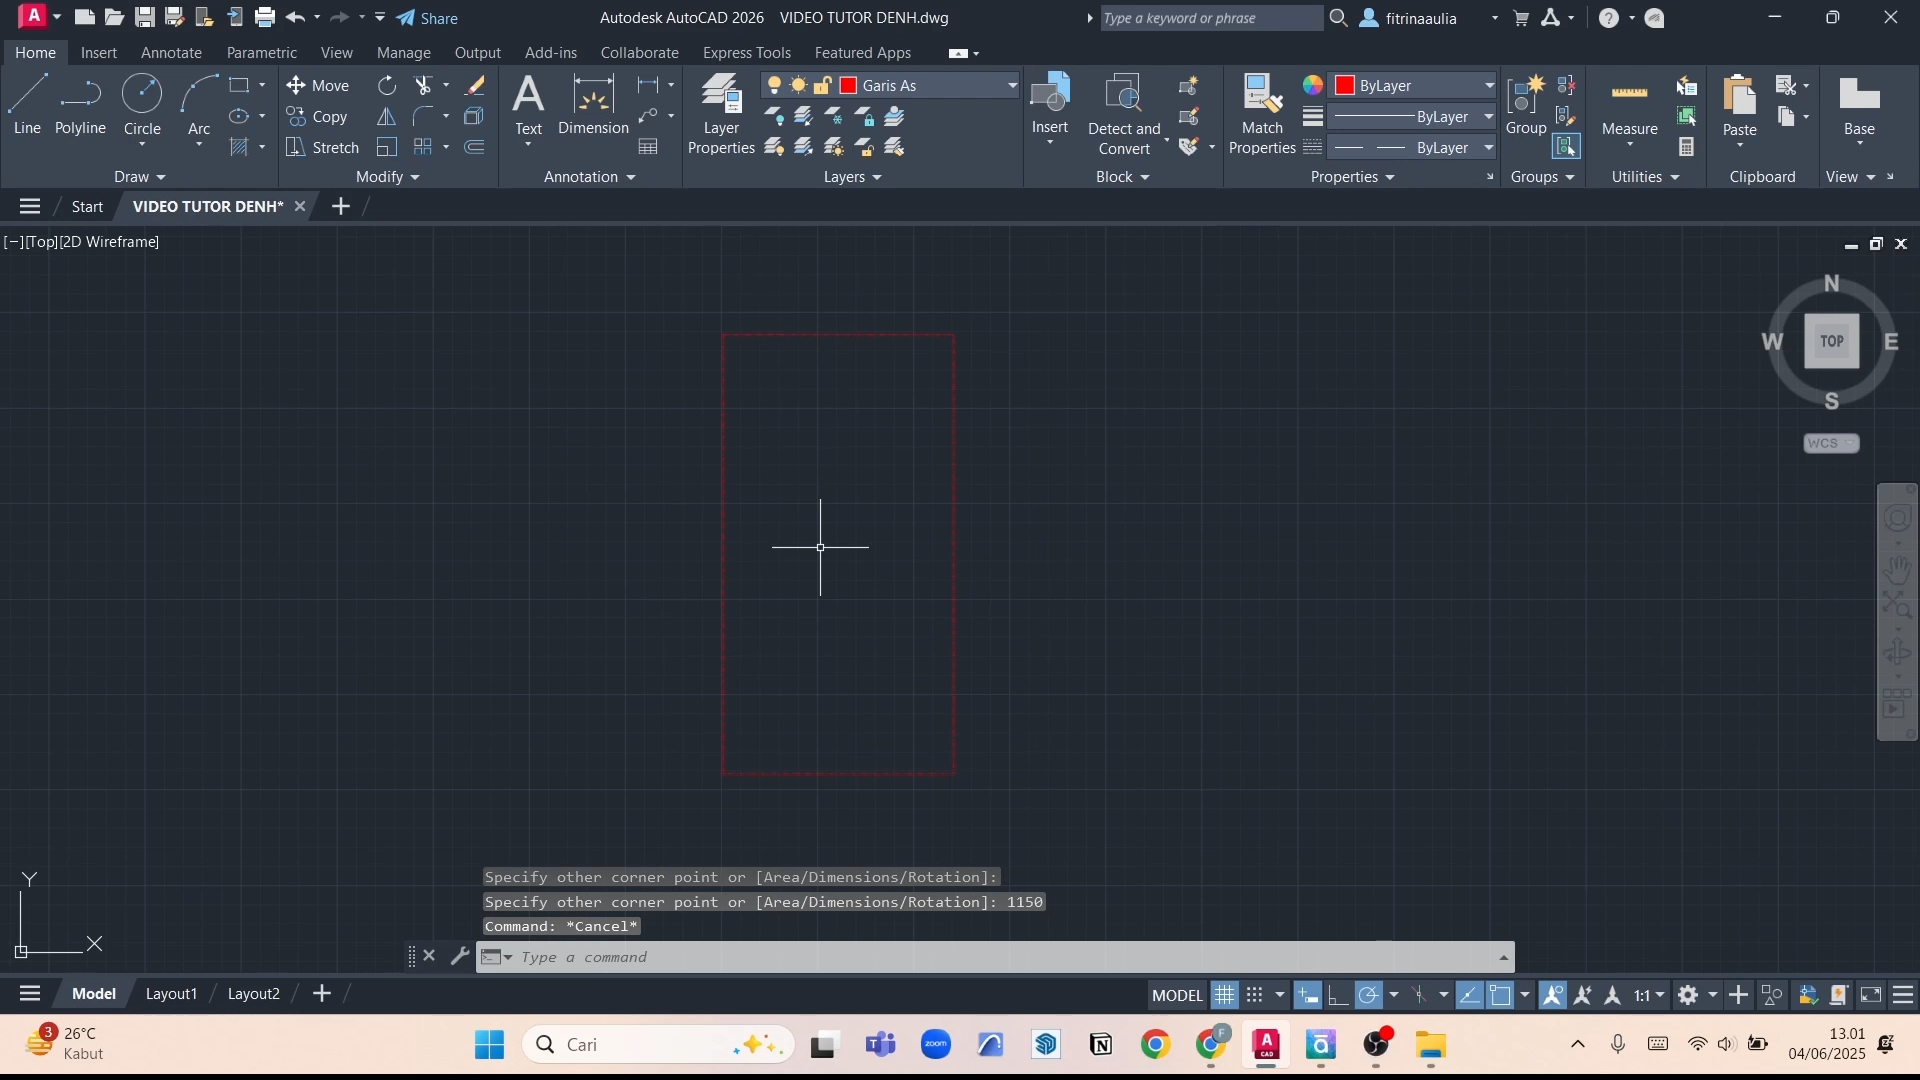 Share
Autodesk AutoCAD 2026 VIDEO TUTOR DENH.dwg
Type a keyword or phrase
fitrinaaulia
Home Insert Annotate Parametric View Manage Output Add-ins Collaborate Express Tools Featured Apps
Line
Polyline
Circle
Arc
Draw
Move
Copy
Stretch
Modify
Text
Dimension
Annotation
Layer
Properties
Garis As
Layers
Insert
Detect and
Convert
Block
Match
Properties
ByLayer
ByLayer
ByLayer
Properties
Group
Groups
Measure
Utilities
Paste
Clipboard
Base
View
Start
VIDEO TUTOR DENH*
[−][Top][2D Wireframe]
N
W
TOP
E
S
WCS
Y
X
Specify other corner point or [Area/Dimensions/Rotation]:
Specify other corner point or [Area/Dimensions/Rotation]: 1150
Command: *Cancel*
Type a command
Model Layout1 Layout2
MODEL
1:1
3
26°C
Kabut
Cari
zoom
A
CAD
F
13.01
04/06/2025